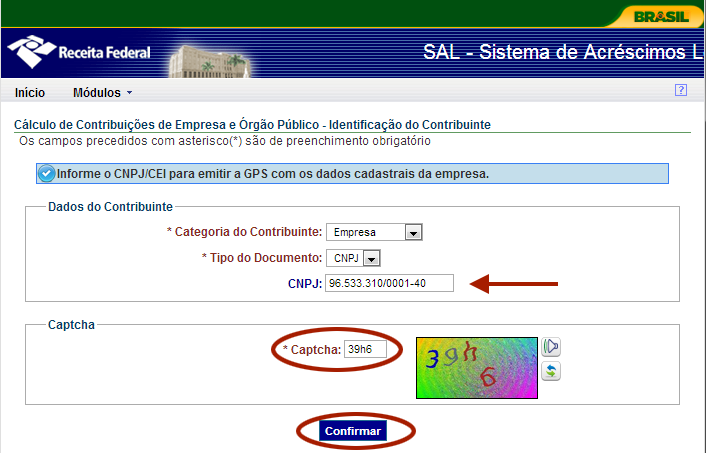 BRASIL
Receita Federal
SAL - Sistema de Acréscimos L
Início Módulos ?
Cálculo de Contribuições de Empresa e Órgão Público - Identificação do Contribuinte
Os campos precedidos com asterisco(*) são de preenchimento obrigatório
Informe o CNPJ/CEI para emitir a GPS com os dados cadastrais da empresa.
Dados do Contribuinte
* Categoria do Contribuinte: Empresa
* Tipo do Documento: CNPJ
CNPJ: 96.533.310/0001-40
Captcha
* Captcha: 39h6 39h6
Confirmar